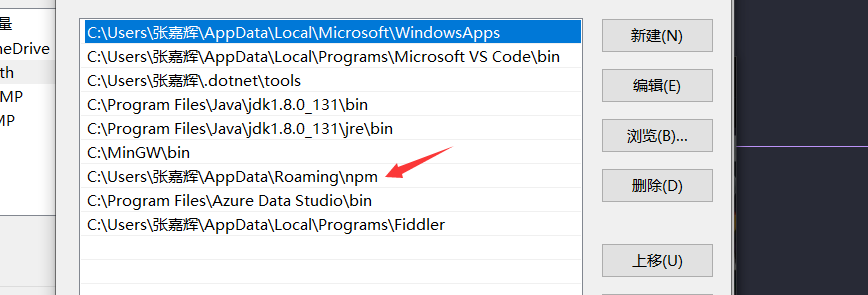 量
neDrive
th
MP
MP
C:\Users\张嘉辉\AppData\Local\Microsoft\WindowsApps
C:\Users\张嘉辉\AppData\Local\Programs\Microsoft VS Code\bin
C:\Users\张嘉辉\.dotnet\tools
C:\Program Files\Java\jdk1.8.0_131\bin
C:\Program Files\Java\jdk1.8.0_131\jre\bin
C:\MinGW\bin
C:\Users\张嘉辉\AppData\Roaming\npm
C:\Program Files\Azure Data Studio\bin
C:\Users\张嘉辉\AppData\Local\Programs\Fiddler
新建(N)
编辑(E)
浏览(B)...
删除(D)
上移(U)